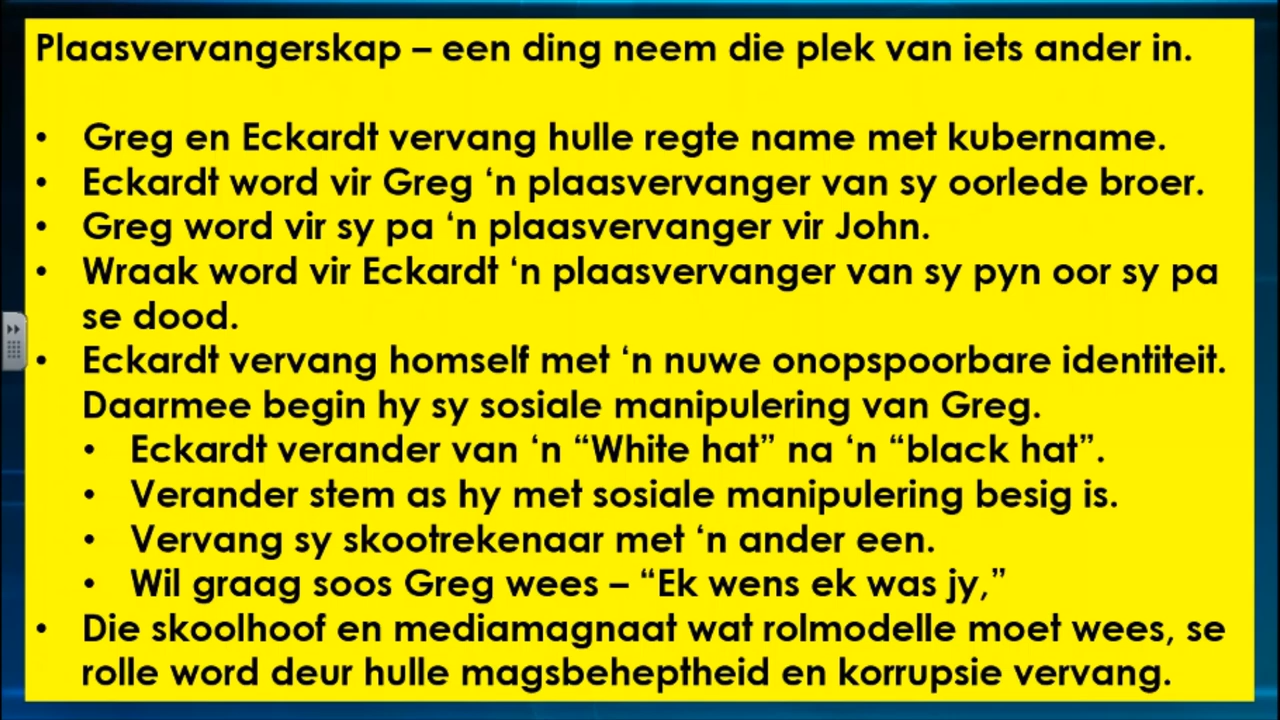 Plaasvervangerskap – een ding neem die plek van iets ander in.
• Greg en Eckardt vervang hulle regte name met kubername.
• Eckardt word vir Greg ‘n plaasvervanger van sy oorlede broer.
• Greg word vir sy pa ‘n plaasvervanger vir John.
• Wraak word vir Eckardt ‘n plaasvervanger van sy pyn oor sy pa
se dood.
• Eckardt vervang homself met ‘n nuwe onopspoorbare identiteit.
Daarmee begin hy sy sosiale manipulering van Greg.
• Eckardt verander van ‘n “White hat” na ‘n “black hat”.
• Verander stem as hy met sosiale manipulering besig is.
• Vervang sy skootrekenaar met ‘n ander een.
• Wil graag soos Greg wees – “Ek wens ek was jy,”
• Die skoolhoof en mediamagnaat wat rolmodelle moet wees, se
rolle word deur hulle magsbeheptheid en korrupsie vervang.